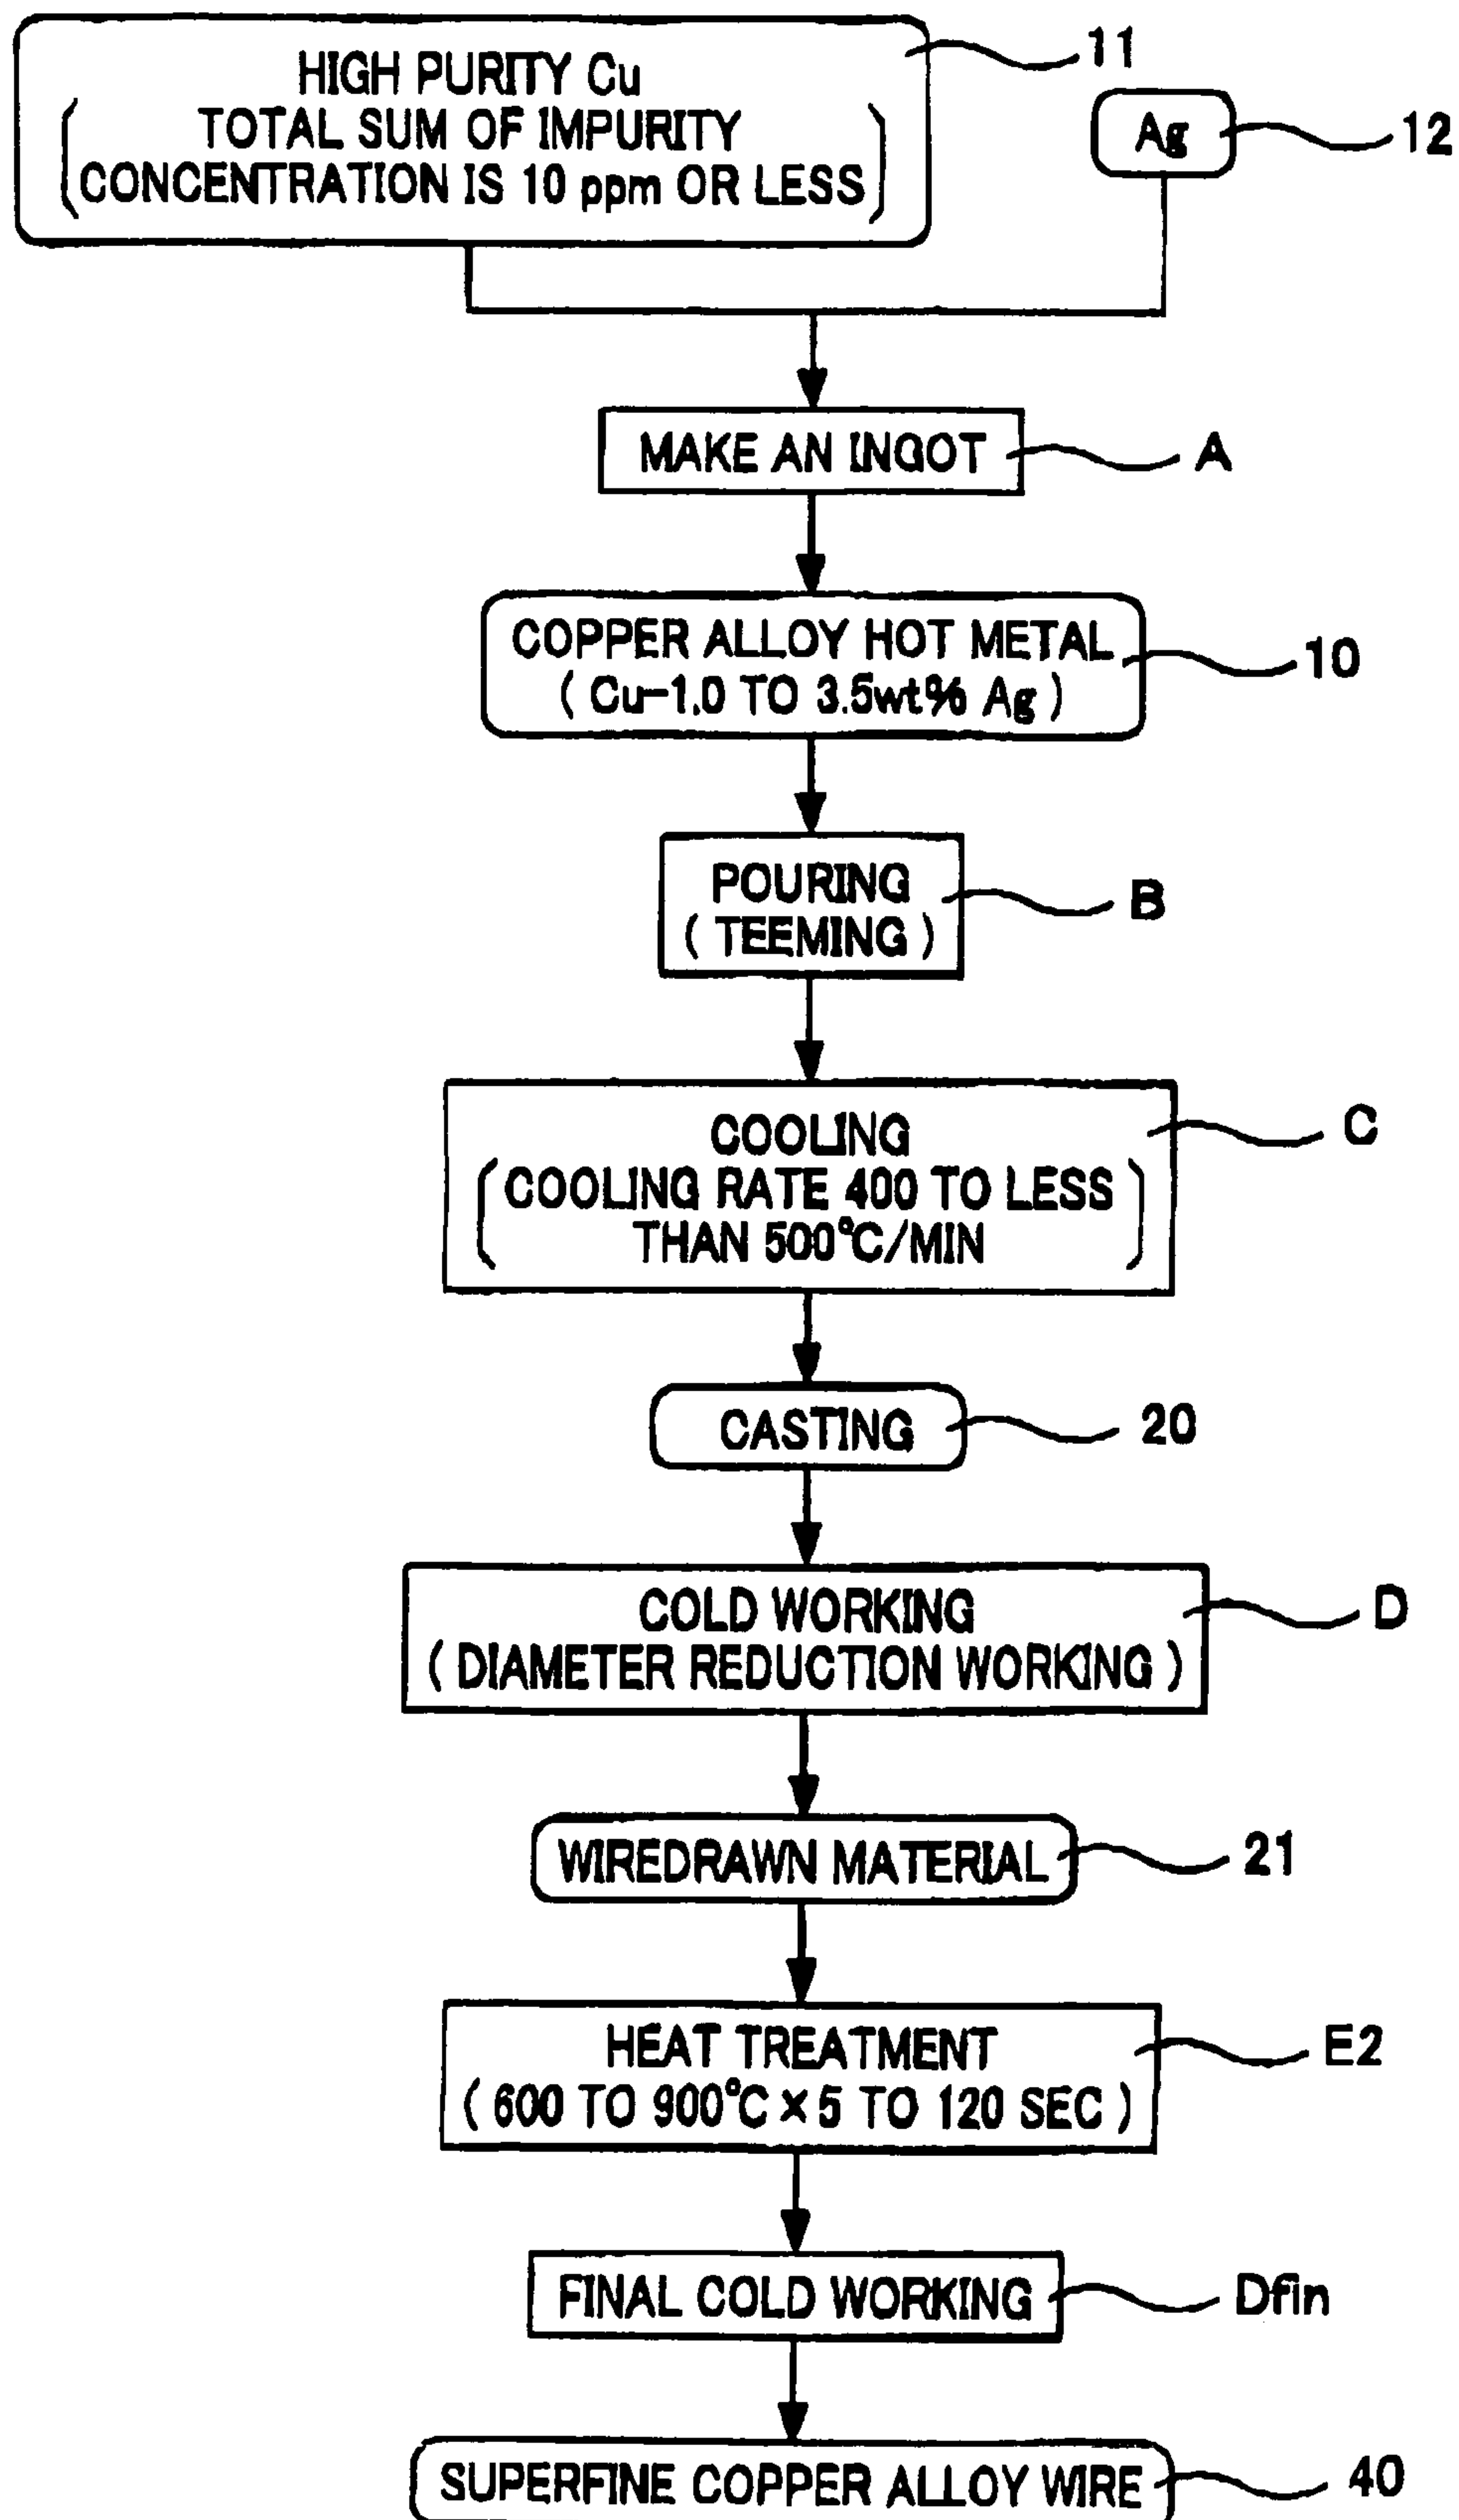 HIGH PURITY Cu
( TOTAL SUM OF IMPURITY
CONCENTRATION IS 10 ppm OR LESS )
11
Ag
12
MAKE AN INGOT
A
COPPER ALLOY HOT METAL
( Cu-1.0 TO 3.5wt% Ag )
10
POURING
( TEEMING )
B
COOLING
( COOLING RATE 400 TO LESS
THAN 500°C/MIN )
C
CASTING
20
COLD WORKING
( DIAMETER REDUCTION WORKING )
D
WIREDRAWN MATERIAL
21
HEAT TREATMENT
( 600 TO 900°C × 5 TO 120 SEC )
E2
FINAL COLD WORKING
Dfin
SUPERFINE COPPER ALLOY WIRE
40